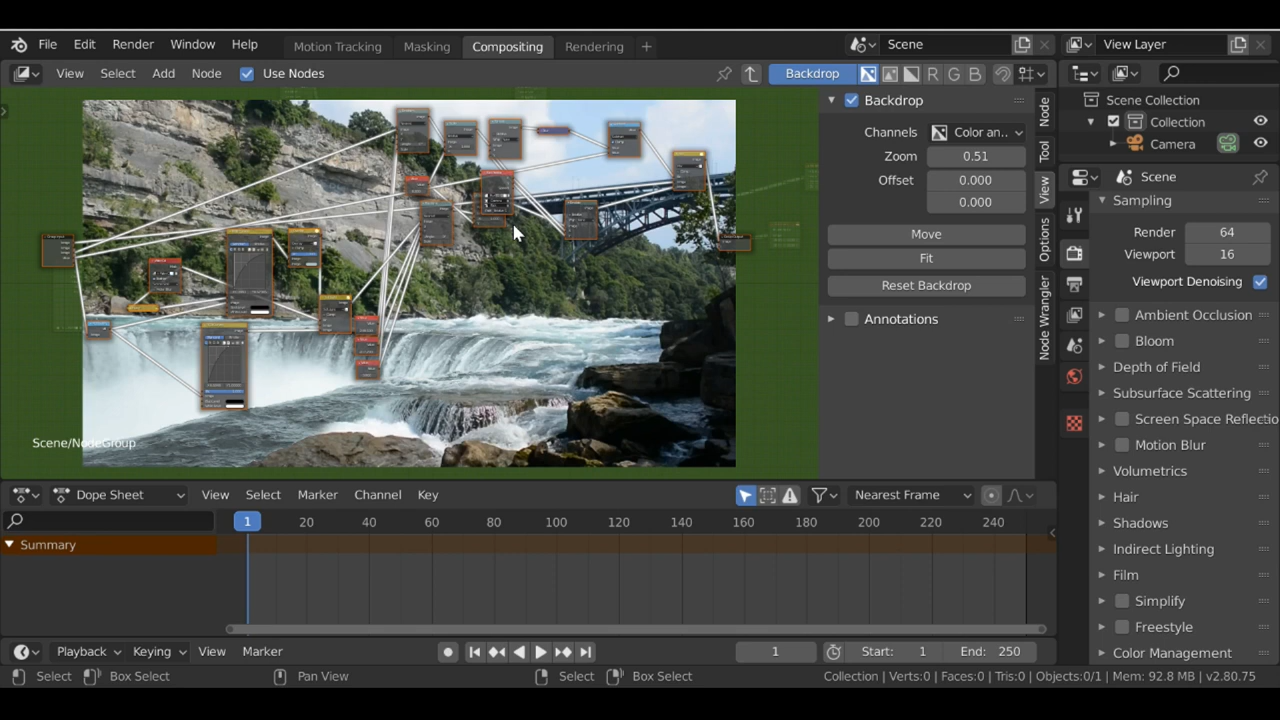 File Edit Render Window Help Motion Tracking Masking Compositing Rendering + Scene View Layer
View Select Add Node Use Nodes Backdrop R G B
Backdrop
Channels Color an..
Zoom 0.51
Offset 0.000
0.000
Move
Fit
Reset Backdrop
Annotations
Node
Tool
View
Options
Node Wrangler
Scene/NodeGroup
Scene Collection
Collection
Camera
Scene
Sampling
Render 64
Viewport 16
Viewport Denoising
Ambient Occlusion
Bloom
Depth of Field
Subsurface Scattering
Screen Space Reflectio
Motion Blur
Volumetrics
Hair
Shadows
Indirect Lighting
Film
Simplify
Freestyle
Color Management
Dope Sheet View Select Marker Channel Key Nearest Frame
1 20 40 60 80 100 120 140 160 180 200 220 240
Summary
Playback Keying View Marker 1 Start: 1 End: 250
Select Box Select Pan View Select Box Select Collection | Verts:0 | Faces:0 | Tris:0 | Objects:0/1 | Mem: 92.8 MB | v2.80.75